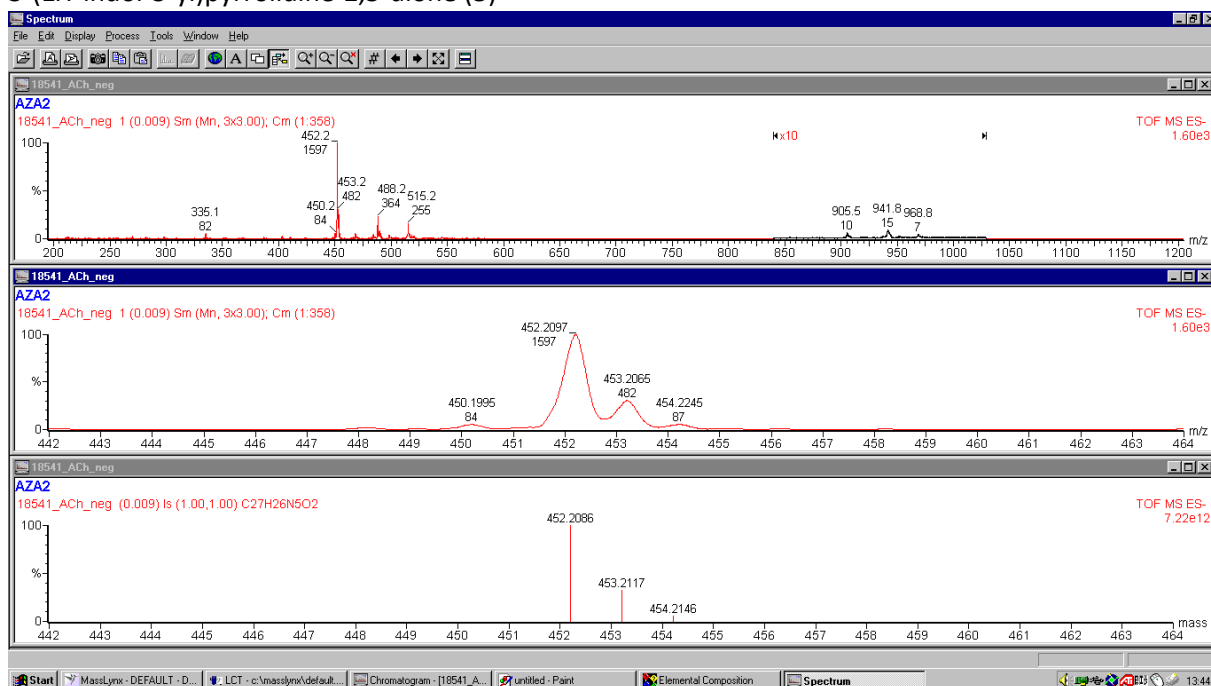 Spectrum
File Edit Display Process Tools Window Help
18541_ACh_neg
AZA2
18541_ACh_neg 1 (0.009) Sm (Mn, 3x3.00); Cm (1:358)
TOF MS ES-
1.60e3
x10
100
%
0
452.2
1597
453.2
482
450.2
84
488.2
364
515.2
255
335.1
82
905.5
10
941.8
15
968.8
7
200 250 300 350 400 450 500 550 600 650 700 750 800 850 900 950 1000 1050 1100 1150 1200
m/z
18541_ACh_neg
AZA2
18541_ACh_neg 1 (0.009) Sm (Mn, 3x3.00); Cm (1:358)
TOF MS ES-
1.60e3
100
%
0
452.2097
1597
453.2065
482
454.2245
87
450.1995
84
442 443 444 445 446 447 448 449 450 451 452 453 454 455 456 457 458 459 460 461 462 463 464
m/z
18541_ACh_neg
AZA2
18541_ACh_neg (0.009) Is (1.00,1.00) C27H26N5O2
TOF MS ES-
7.22e12
100
%
0
452.2086
453.2117
454.2146
442 443 444 445 446 447 448 449 450 451 452 453 454 455 456 457 458 459 460 461 462 463 464
mass
Start MassLynx - DEFAULT - D... LCT - c:\masslynx\default.... Chromatogram - [18541_A... untitled - Paint Elemental Composition Spectrum 13:44